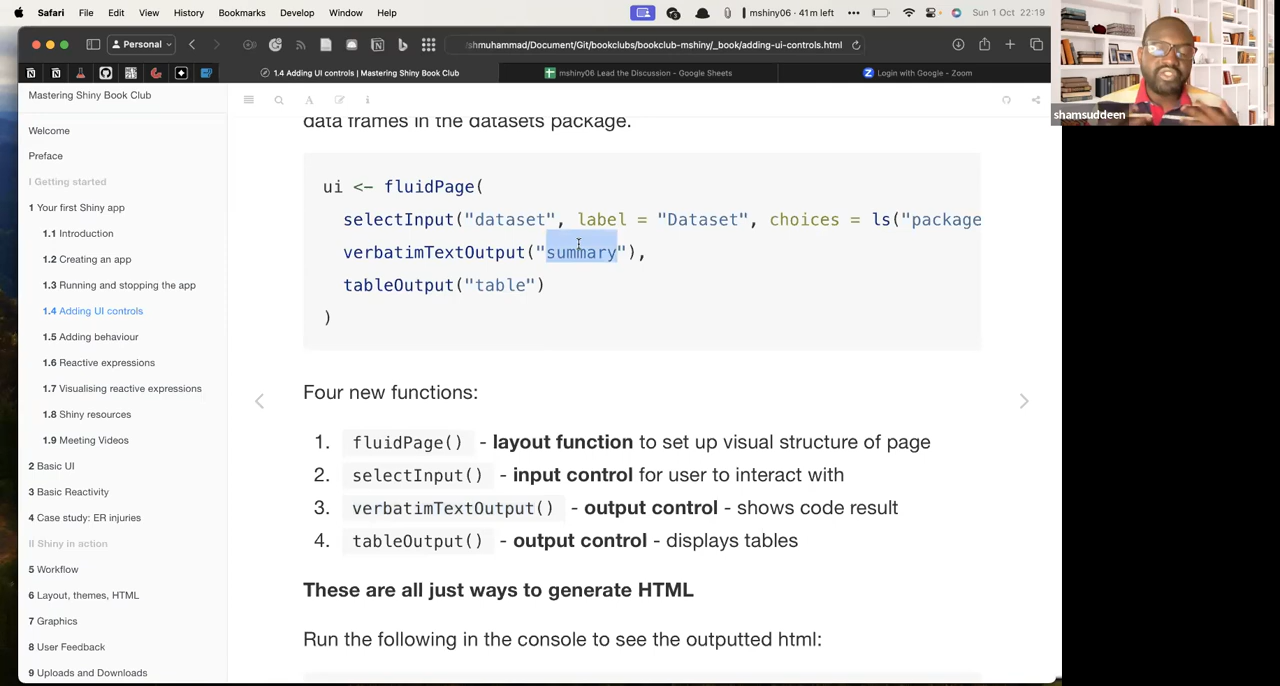 Safari File Edit View History Bookmarks Develop Window Help mshiny06 · 41m left Sun 1 Oct 22:19
Personal shmuhammad/Document/Git/bookclubs/bookclub-mshiny/_book/adding-ui-controls.html
1.4 Adding UI controls | Mastering Shiny Book Club mshiny06 Lead the Discussion - Google Sheets Login with Google - Zoom
shamsuddeen
Mastering Shiny Book Club
Welcome
Preface
I Getting started
1 Your first Shiny app
1.1 Introduction
1.2 Creating an app
1.3 Running and stopping the app
1.4 Adding UI controls
1.5 Adding behaviour
1.6 Reactive expressions
1.7 Visualising reactive expressions
1.8 Shiny resources
1.9 Meeting Videos
2 Basic UI
3 Basic Reactivity
4 Case study: ER injuries
II Shiny in action
5 Workflow
6 Layout, themes, HTML
7 Graphics
8 User Feedback
9 Uploads and Downloads
data frames in the datasets package.
ui <- fluidPage(
selectInput("dataset", label = "Dataset", choices = ls("package
verbatimTextOutput("summary"),
tableOutput("table")
)
Four new functions:
1. fluidPage() - layout function to set up visual structure of page
2. selectInput() - input control for user to interact with
3. verbatimTextOutput() - output control - shows code result
4. tableOutput() - output control - displays tables
These are all just ways to generate HTML
Run the following in the console to see the outputted html: